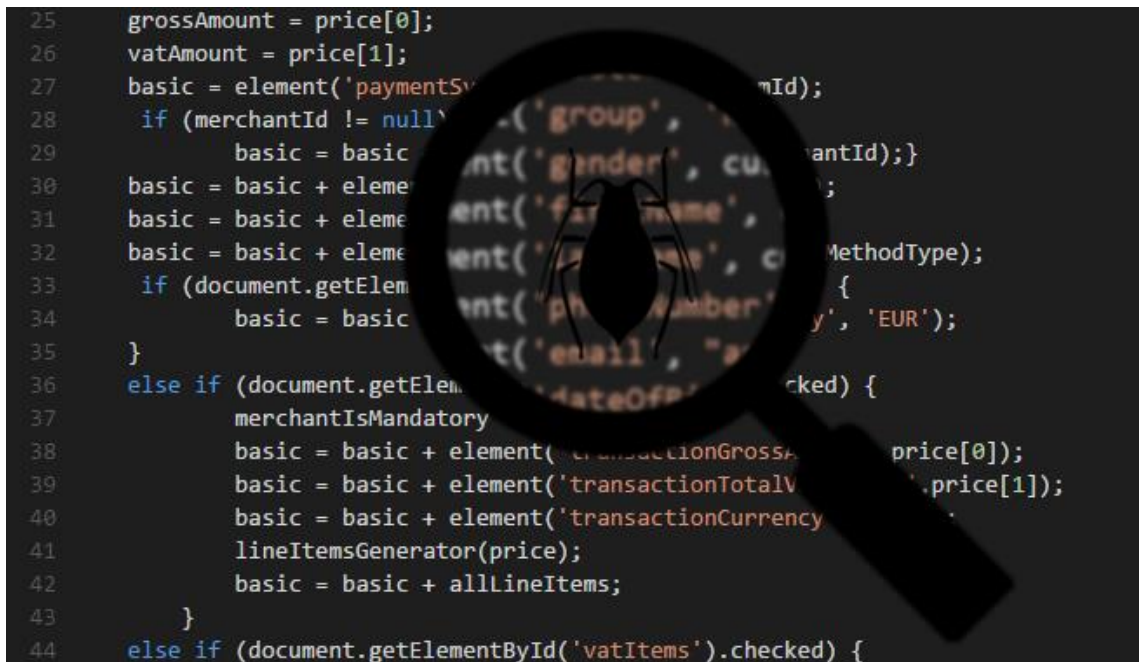 25 grossAmount = price[0];
26 vatAmount = price[1];
27 basic = element('paymentSy mId);
28 if (merchantId != null) 'group',
29 basic = basic ent('gender', cu antId);}
30 basic = basic + eleme ;
31 basic = basic + eleme ent(' name',
32 basic = basic + eleme ent(' , c MethodType);
33 if (document.getElem {
34 basic = basic ent(' y', 'EUR');
35 }
t('email', "a
36 else if (document.getElem cked) {
37 merchantIsMandatory
38 basic = basic + element( price[0]);
39 basic = basic + element('transactionTotalV .price[1]);
40 basic = basic + element('transactionCurrency ;
41 lineItemsGenerator(price);
42 basic = basic + allLineItems;
43 }
44 else if (document.getElementById('vatItems').checked) {